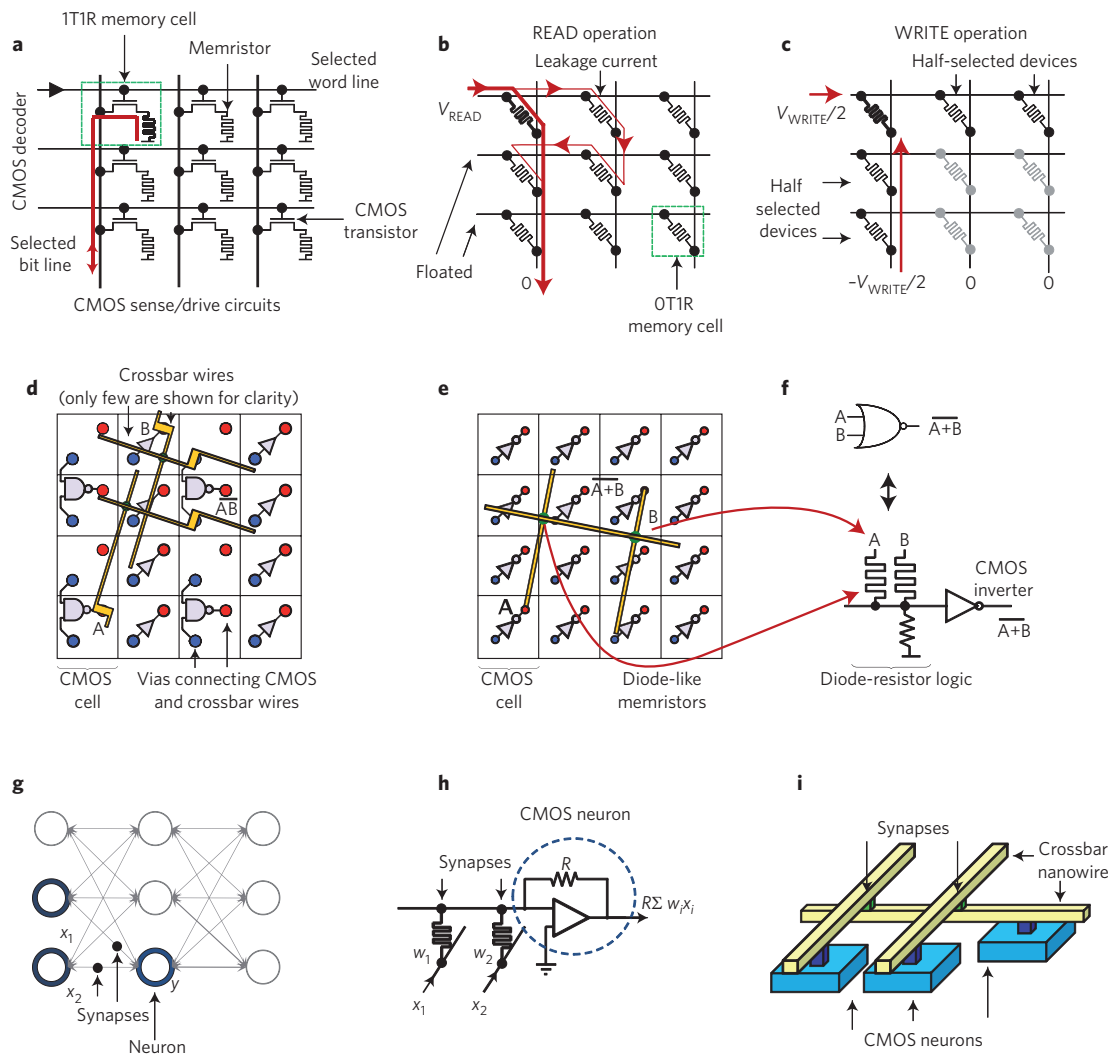 a
1T1R memory cell
Memristor
Selected
word line
CMOS decoder
CMOS
transistor
Selected
bit line
CMOS sense/drive circuits
b
READ operation
Leakage current
V_READ
Floated
0
0T1R
memory cell
c
WRITE operation
Half-selected devices
V_WRITE/2
Half
selected
devices
–V_WRITE/2
0
0
d
Crossbar wires
(only few are shown for clarity)
B
A̅B̅
A
CMOS
cell
Vias connecting CMOS
and crossbar wires
e
A̅+̅B̅
B
A
CMOS
cell
Diode-like
memristors
f
A
B
A̅+̅B̅
A B
CMOS
inverter
A̅+̅B̅
Diode-resistor logic
g
x₁
x₂
y
Synapses
Neuron
h
CMOS neuron
Synapses
R
RΣ wᵢxᵢ
w₁
w₂
x₁
x₂
i
Synapses
Crossbar
nanowire
CMOS neurons